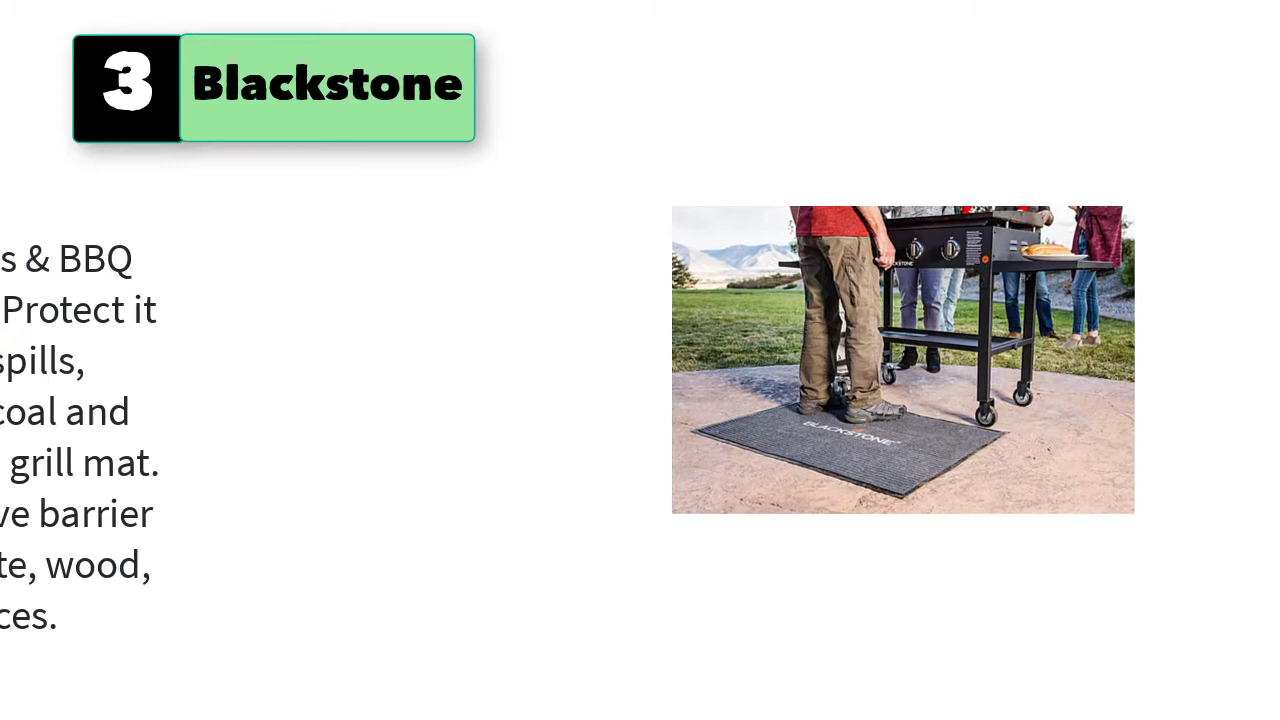 3 Blackstone
s & BBQ
Protect it
spills,
coal and
grill mat.
ve barrier
te, wood,
ces.
BLACKSTONE